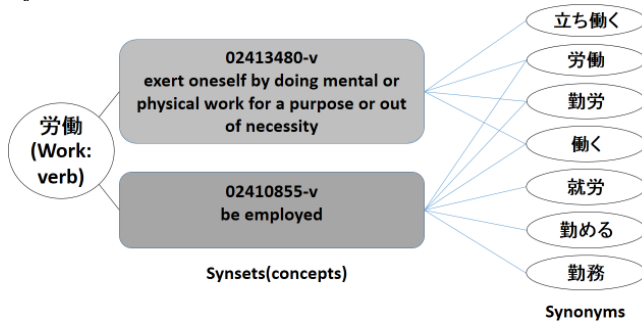 労働
(Work:
verb)
02413480-v
exert oneself by doing mental or
physical work for a purpose or out
of necessity
02410855-v
be employed
Synsets(concepts)
立ち働く
労働
勤労
働く
就労
勤める
勤務
Synonyms